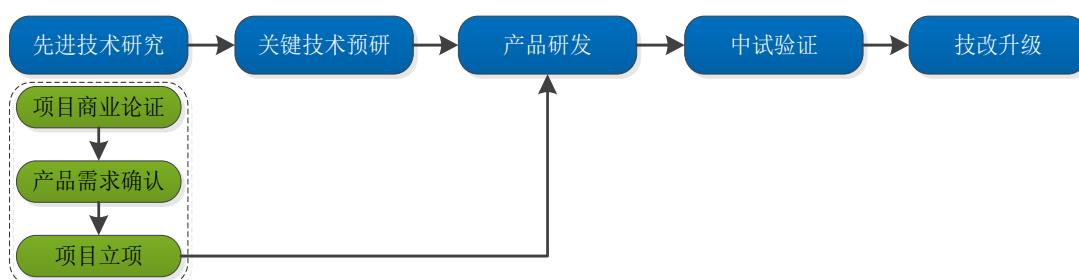 先进技术研究
关键技术预研
产品研发
中试验证
技改升级
项目商业论证
产品需求确认
项目立项